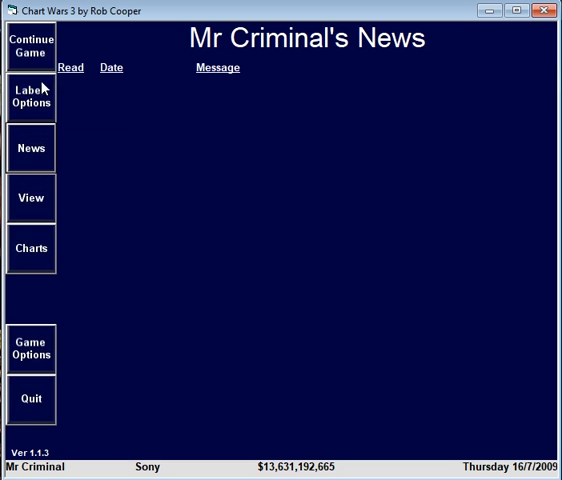 Chart Wars 3 by Rob Cooper
Continue
Game
Mr Criminal's News
Read Date Message
Label
Options
News
View
Charts
Game
Options
Quit
Ver 1.1.3
Mr Criminal Sony $13,631,192,665 Thursday 16/7/2009